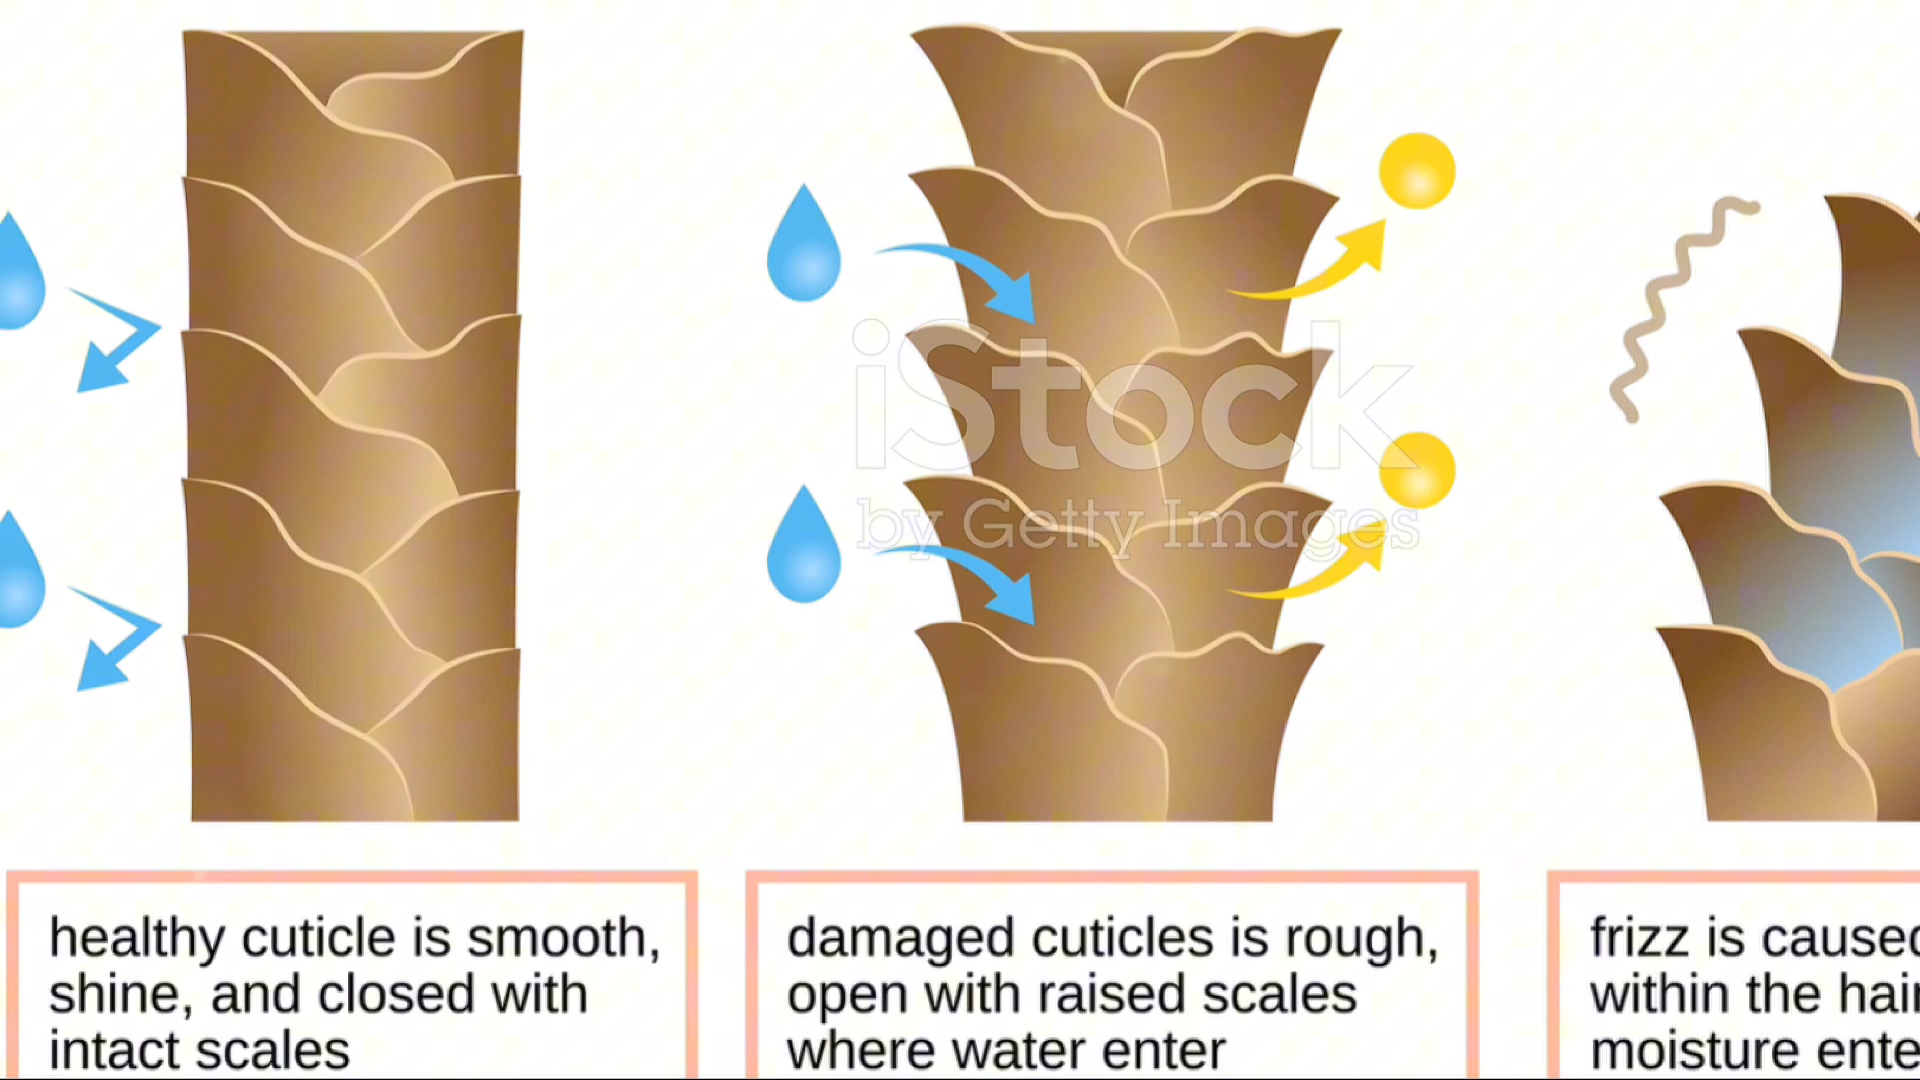 iStock
by Getty Images
healthy cuticle is smooth,
shine, and closed with
intact scales
damaged cuticles is rough,
open with raised scales
where water enter
frizz is
within the
moisture